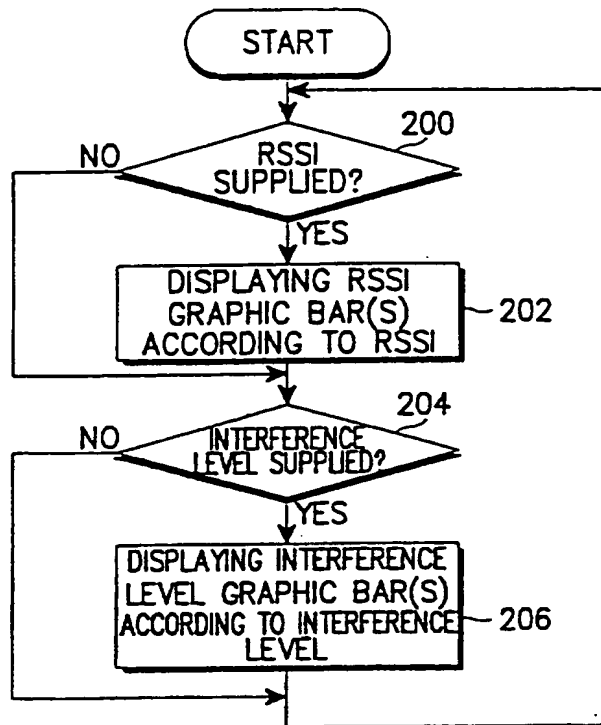 START
200
NO
RSSI
SUPPLIED?
YES
DISPLAYING RSSI
GRAPHIC BAR(S)
ACCORDING TO RSSI
202
204
NO
INTERFERENCE
LEVEL SUPPLIED?
YES
DISPLAYING INTERFERENCE
LEVEL GRAPHIC BAR(S)
ACCORDING TO INTERFERENCE
LEVEL
206